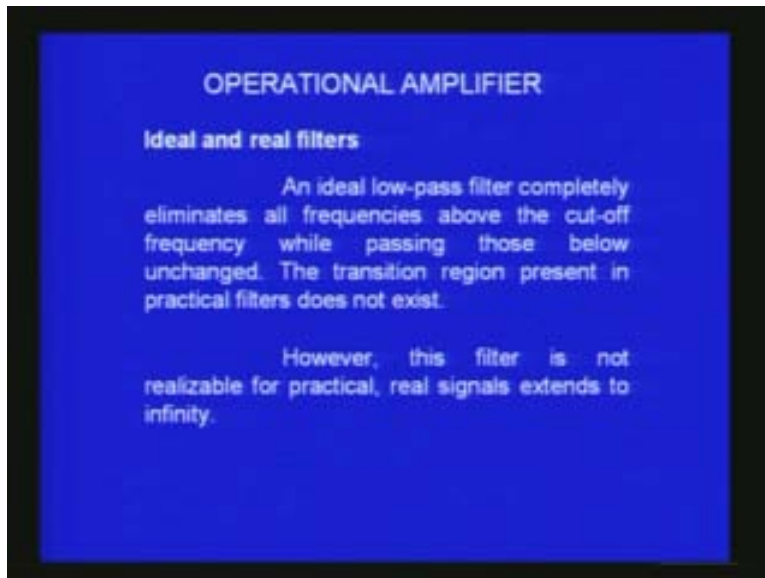 OPERATIONAL AMPLIFIER
Ideal and real filters
An ideal low-pass filter completely
eliminates all frequencies above the cut-off
frequency while passing those below
unchanged. The transition region present in
practical filters does not exist.
However, this filter is not
realizable for practical, real signals extends to
infinity.